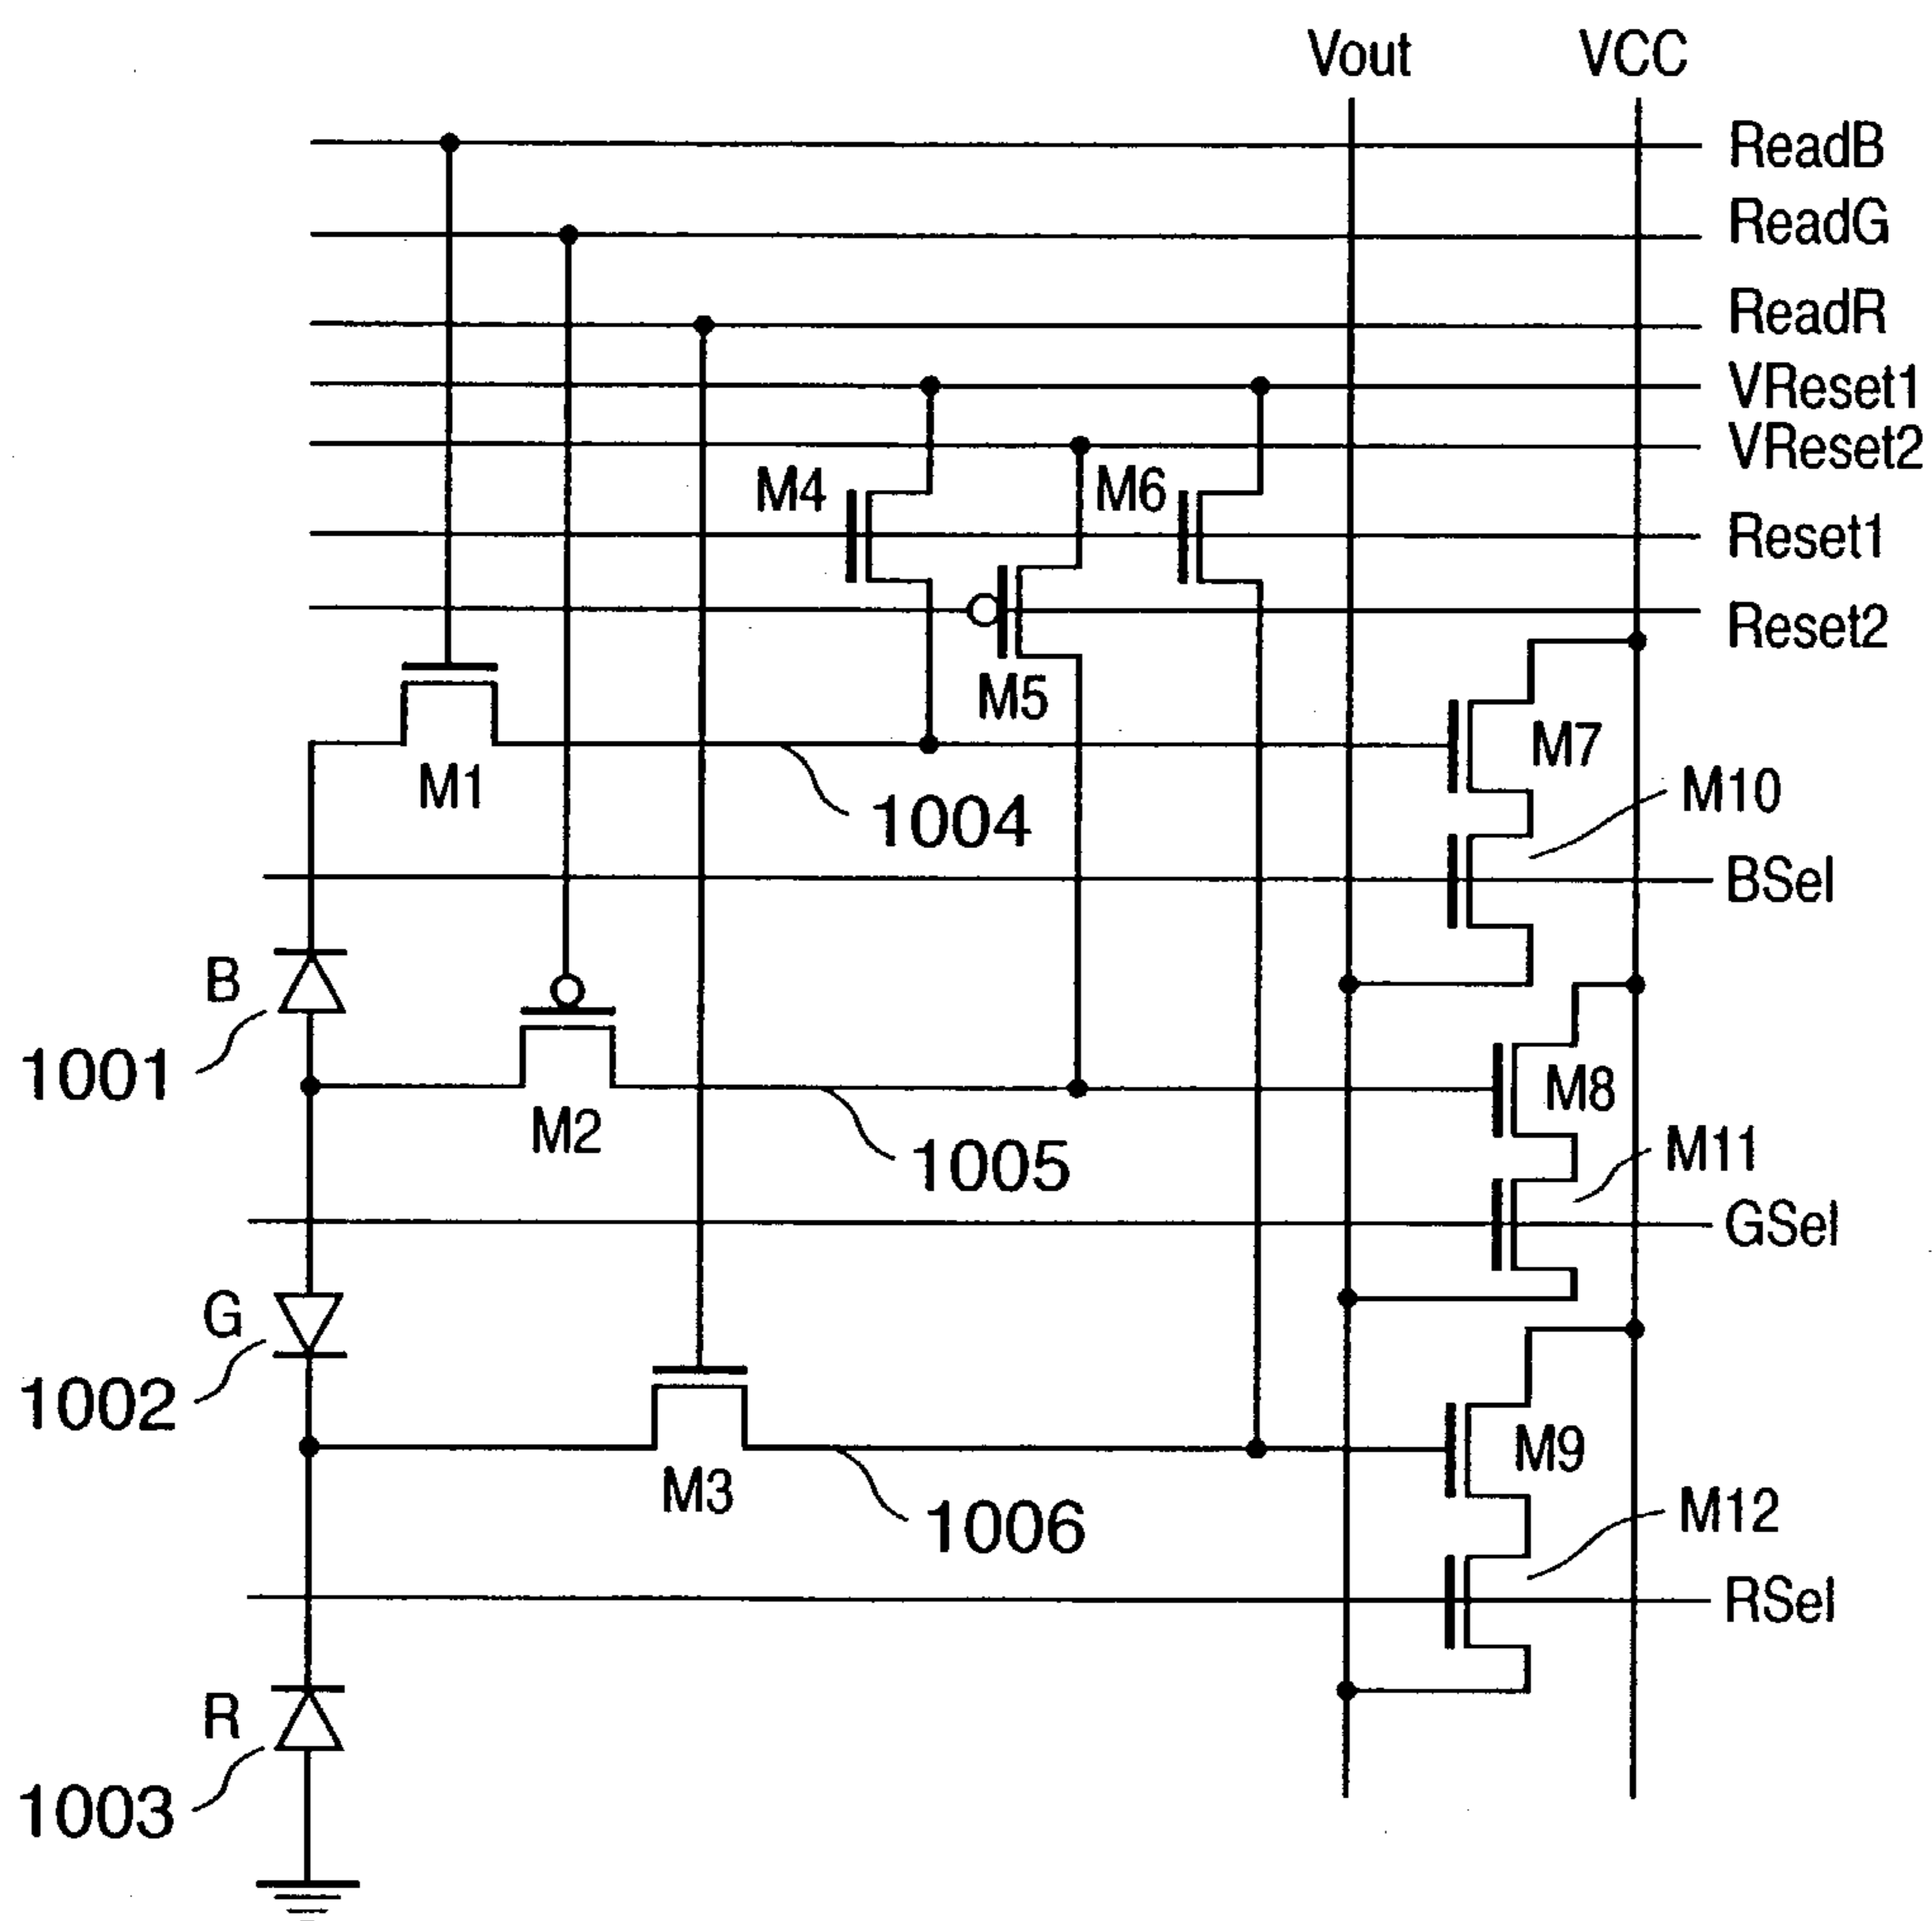 Vout VCC
ReadB
ReadG
ReadR
VReset1
VReset2
M4 M6
Reset1
Reset2
M5
M7
M1
M10
1004
BSel
B
1001
M8
M2
M11
1005
GSel
G
1002
M9
M3
M12
1006
RSel
R
1003